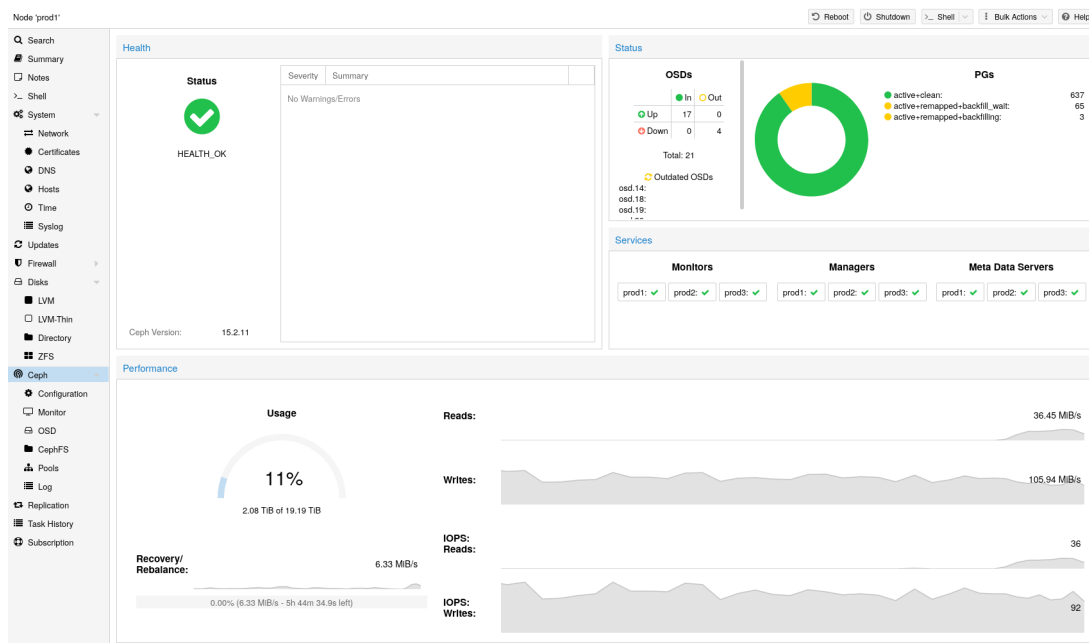 Node 'prod1'
Reboot
Shutdown
Shell
Bulk Actions
Help
Search
Summary
Notes
Shell
System
Network
Certificates
DNS
Hosts
Time
Syslog
Updates
Firewall
Disks
LVM
LVM-Thin
Directory
ZFS
Ceph
Configuration
Monitor
OSD
CephFS
Pools
Log
Replication
Task History
Subscription
Health
Status
HEALTH_OK
Severity Summary
No Warnings/Errors
Ceph Version: 15.2.11
Status
OSDs
In Out
Up 17 0
Down 0 4
Total: 21
Outdated OSDs
osd.14:
osd.18:
osd.19:
PGs
active+clean: 637
active+remapped+backfill_wait: 65
active+remapped+backfilling: 3
Services
Monitors
prod1: prod2: prod3:
Managers
prod1: prod2: prod3:
Meta Data Servers
prod1: prod2: prod3:
Performance
Usage
11%
2.08 TiB of 19.19 TiB
Recovery/
Rebalance:
6.33 MiB/s
0.00% (6.33 MiB/s - 5h 44m 34.9s left)
Reads: 36.45 MiB/s
Writes: 105.94 MiB/s
IOPS:
Reads: 36
IOPS:
Writes: 92